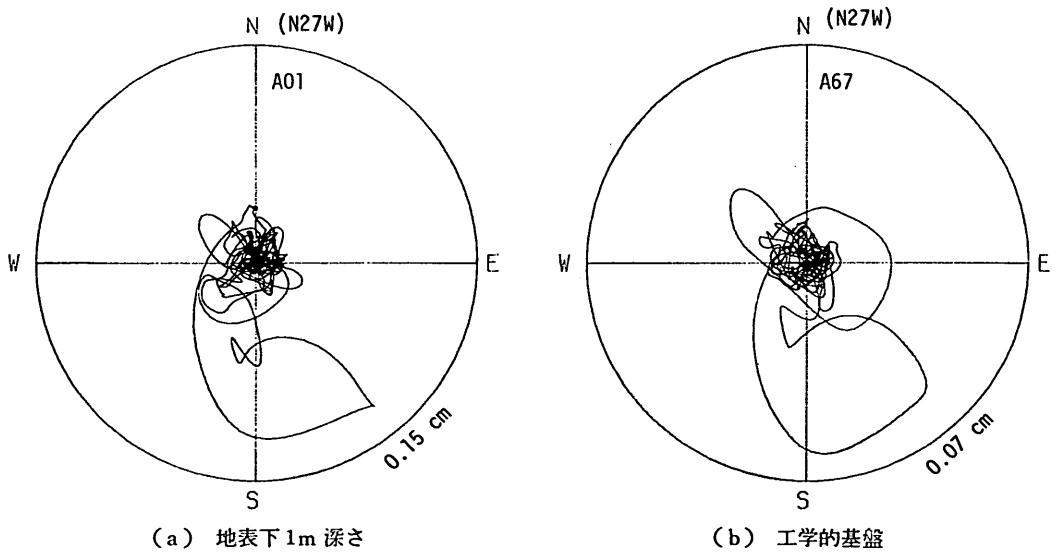 N (N27W)
A01
W
E
0.15 cm
S
(a) 地表下1m深さ
N (N27W)
A67
W
E
0.07 cm
S
(b) 工学的基盤